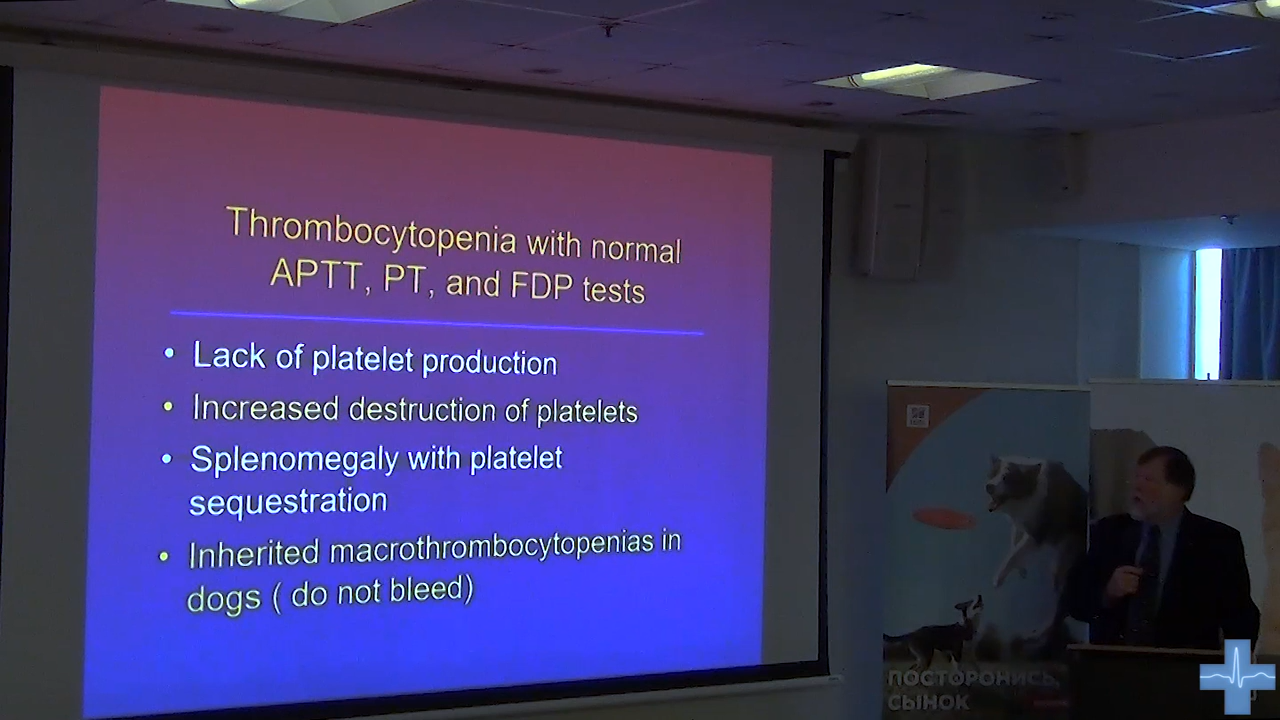 Thrombocytopenia with normal
APTT, PT, and FDP tests
• Lack of platelet production
• Increased destruction of platelets
• Splenomegaly with platelet
sequestration
• Inherited macrothrombocytopenias in
dogs ( do not bleed)
ПОСТОРОНИСЬ,
СЫНОК